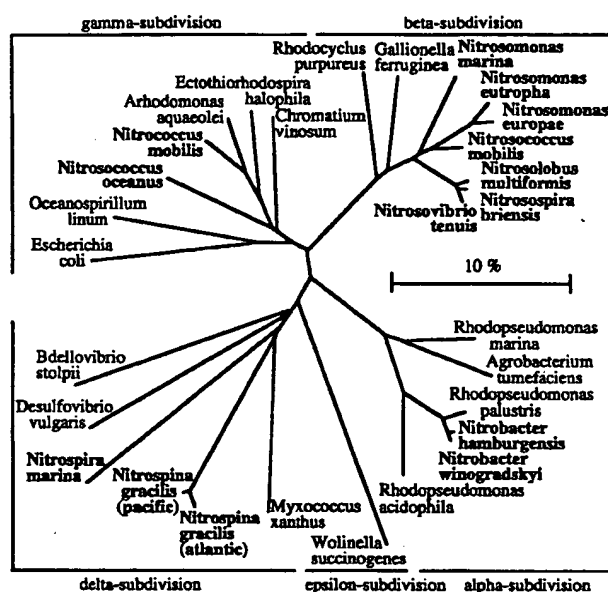 gamma-subdivision
beta-subdivision
Rhodocyclus
purpureus
Gallionella
ferruginea
Nitrosomonas
marina
Nitrosomonas
eutropha
Nitrosomonas
europae
Nitrosococcus
mobilis
Nitrosolobus
multiformis
Nitrosospira
briensis
Nitrosovibrio
tenuis
Ectothiorhodospira
halophila
Arhodomonas
aquaeolei
Chromatium
vinosum
Nitrococcus
mobilis
Nitrosococcus
oceanus
Oceanospirillum
linum
Escherichia
coli
10 %
Bdellovibrio
stolpii
Desulfovibrio
vulgaris
Nitrospira
marina
Nitrospina
gracilis
(pacific)
Nitrospina
gracilis
(atlantic)
Myxococcus
xanthus
Wolinella
succinogenes
Rhodopseudomonas
marina
Agrobacterium
tumefaciens
Rhodopseudomonas
palustris
Nitrobacter
hamburgensis
Nitrobacter
winogradskyi
Rhodopseudomonas
acidophila
delta-subdivision
epsilon-subdivision
alpha-subdivision